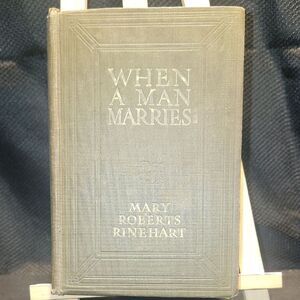 WHEN
A MAN
MARRIES
MARY
ROBERTS
RINEHART